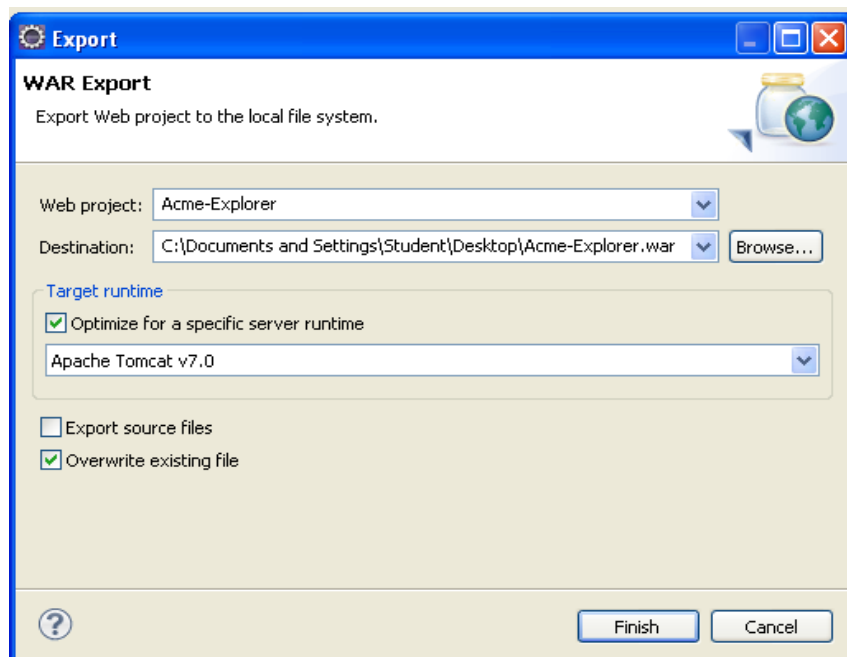 Export
WAR Export
Export Web project to the local file system.
Web project: Acme-Explorer
Destination: C:\Documents and Settings\Student\Desktop\Acme-Explorer.war Browse...
Target runtime
Optimize for a specific server runtime
Apache Tomcat v7.0
Export source files
Overwrite existing file
? Finish Cancel